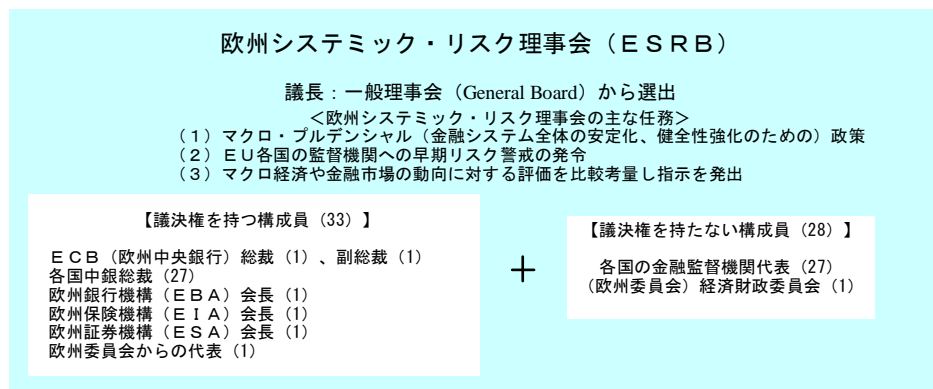 欧州システミック・リスク理事会（ＥＳＲＢ）
議長：一般理事会（General Board）から選出
＜欧州システミック・リスク理事会の主な任務＞
（１）マクロ・プルデンシャル（金融システム全体の安定化、健全性強化のための）政策
（２）ＥＵ各国の監督機関への早期リスク警戒の発令
（３）マクロ経済や金融市場の動向に対する評価を比較考量し指示を発出
【議決権を持つ構成員（33）】
ＥＣＢ（欧州中央銀行）総裁（1）、副総裁（1）
各国中銀総裁（27）
欧州銀行機構（ＥＢＡ）会長（1）
欧州保険機構（ＥＩＡ）会長（1）
欧州証券機構（ＥＳＡ）会長（1）
欧州委員会からの代表（1）
＋
【議決権を持たない構成員（28）】
各国の金融監督機関代表（27）
（欧州委員会）経済財政委員会（1）